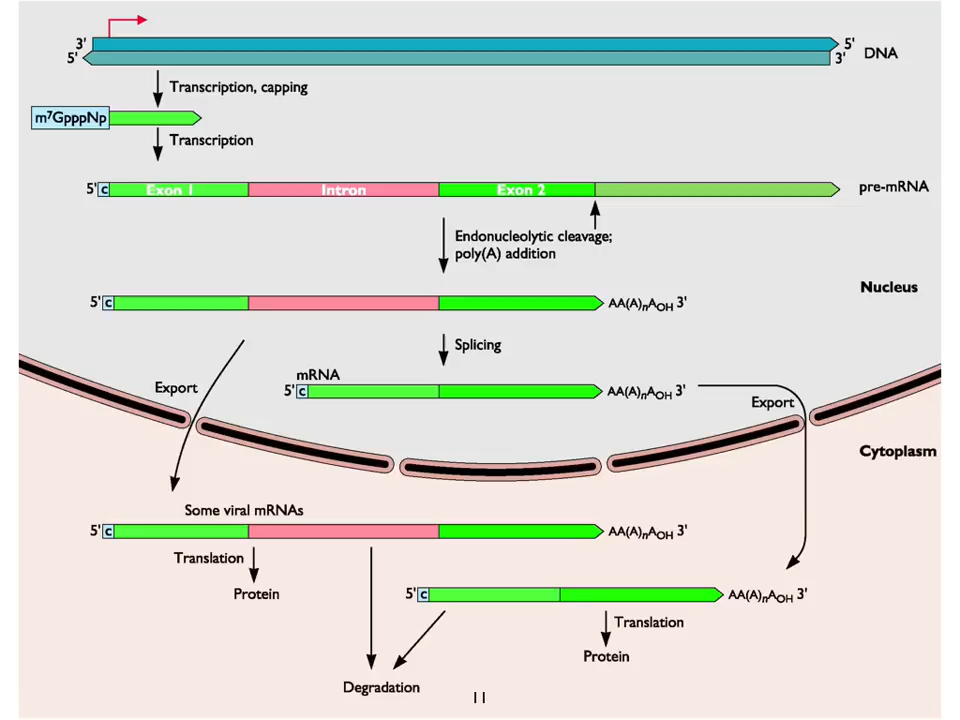 3' 5'
5' 3' DNA
Transcription, capping
m⁷GpppNp
Transcription
5' c Exon 1 Intron Exon 2 pre-mRNA
Endonucleolytic cleavage;
poly(A) addition
Nucleus
5' c AA(A)nAOH 3'
Splicing
mRNA
Export
5' c AA(A)nAOH 3'
Export
Cytoplasm
Some viral mRNAs
5' c AA(A)nAOH 3'
Translation
Protein
5' c AA(A)nAOH 3'
Translation
Protein
Degradation
11